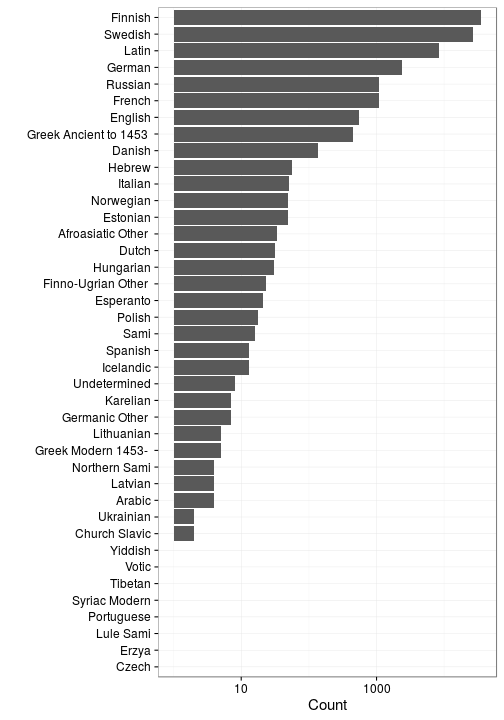 Finnish
Swedish
Latin
German
Russian
French
English
Greek Ancient to 1453
Danish
Hebrew
Italian
Norwegian
Estonian
Afroasiatic Other
Dutch
Hungarian
Finno-Ugrian Other
Esperanto
Polish
Sami
Spanish
Icelandic
Undetermined
Karelian
Germanic Other
Lithuanian
Greek Modern 1453-
Northern Sami
Latvian
Arabic
Ukrainian
Church Slavic
Yiddish
Votic
Tibetan
Syriac Modern
Portuguese
Lule Sami
Erzya
Czech
10 1000
Count